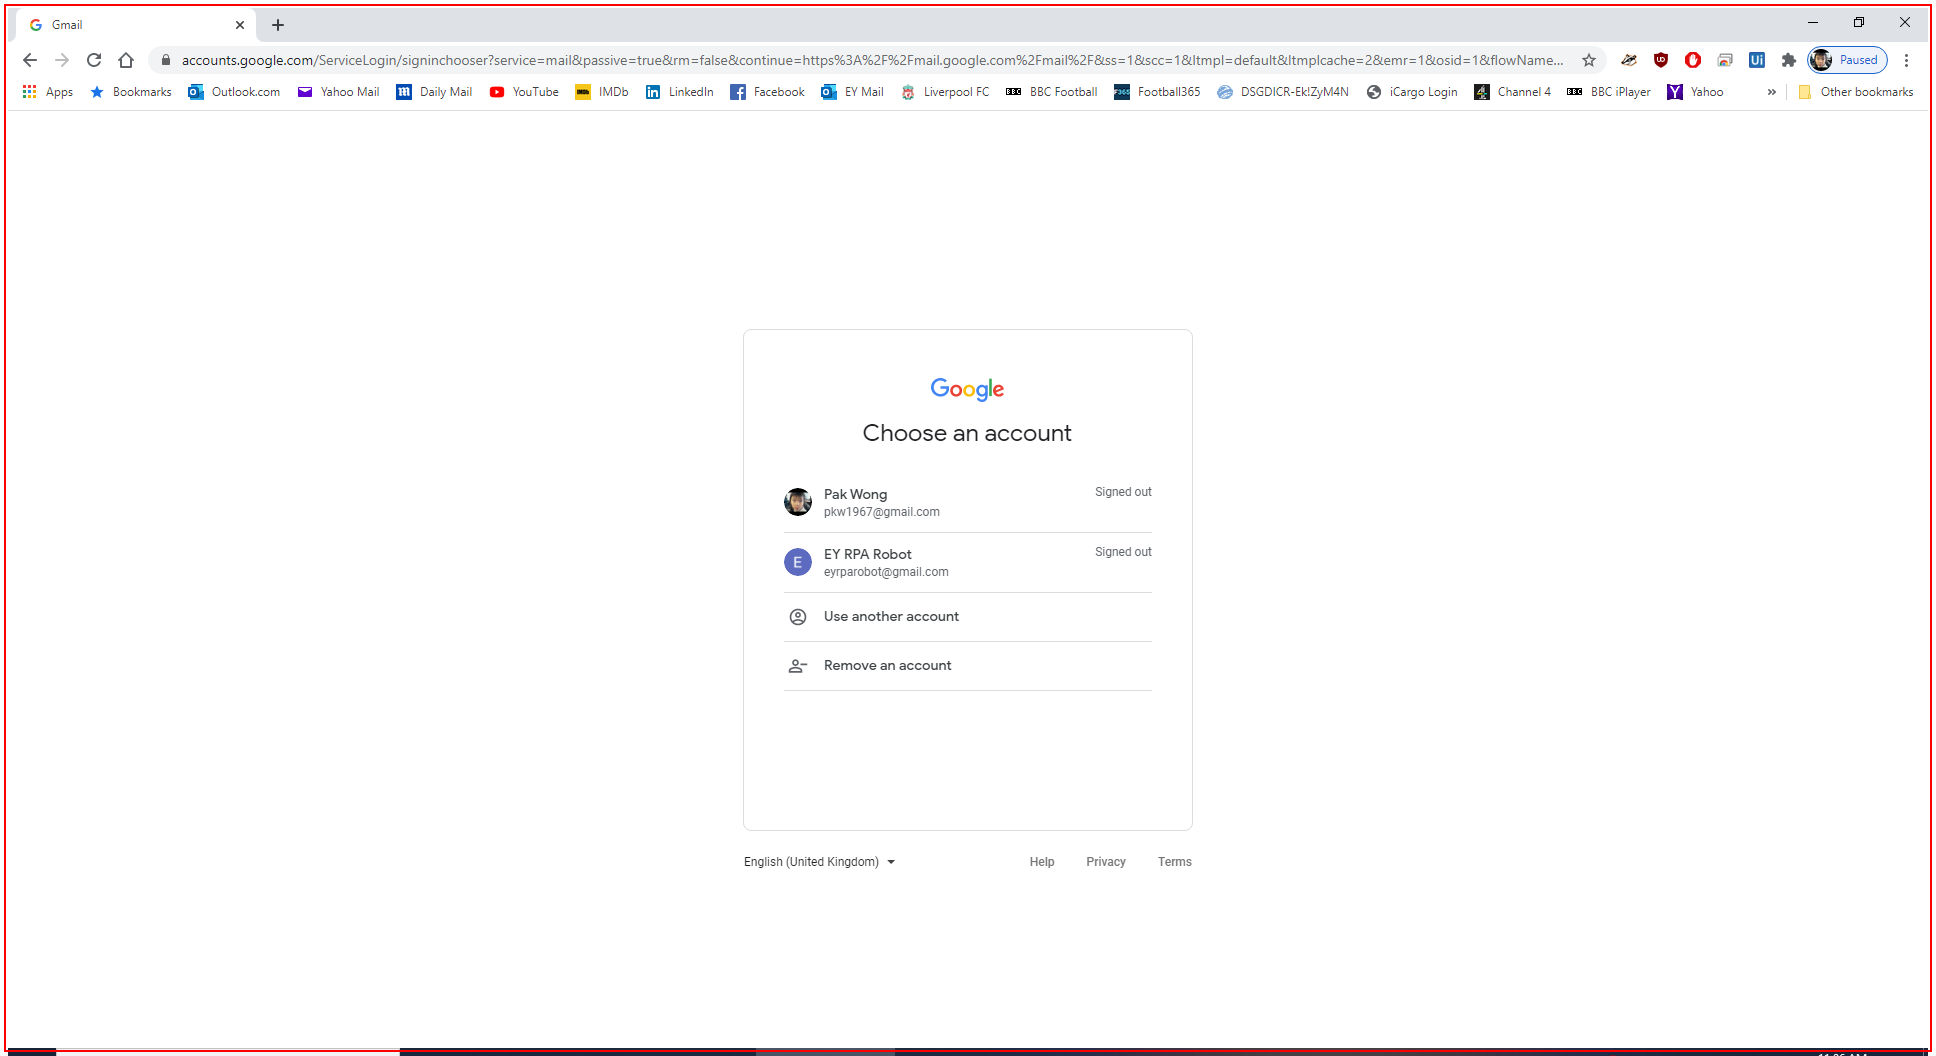 Gmail
accounts.google.com/ServiceLogin/signinchooser?service=mail&passive=true&rm=false&continue=https%3A%2F%2Fmail.google.com%2Fmail%2F&ss=1&scc=1&ltmpl=default&ltmplcache=2&emr=1&osid=1&flowName... Paused
Apps Bookmarks Outlook.com Yahoo Mail Daily Mail YouTube IMDb LinkedIn Facebook EY Mail Liverpool FC BBC BBC Football F365 Football365 DSGDICR-Ek!ZyM4N iCargo Login Channel 4 BBC BBC iPlayer Yahoo » Other bookmarks
Google
Choose an account
Pak Wong Signed out
pkw1967@gmail.com
E EY RPA Robot Signed out
eyrparobot@gmail.com
Use another account
Remove an account
English (United Kingdom) Help Privacy Terms